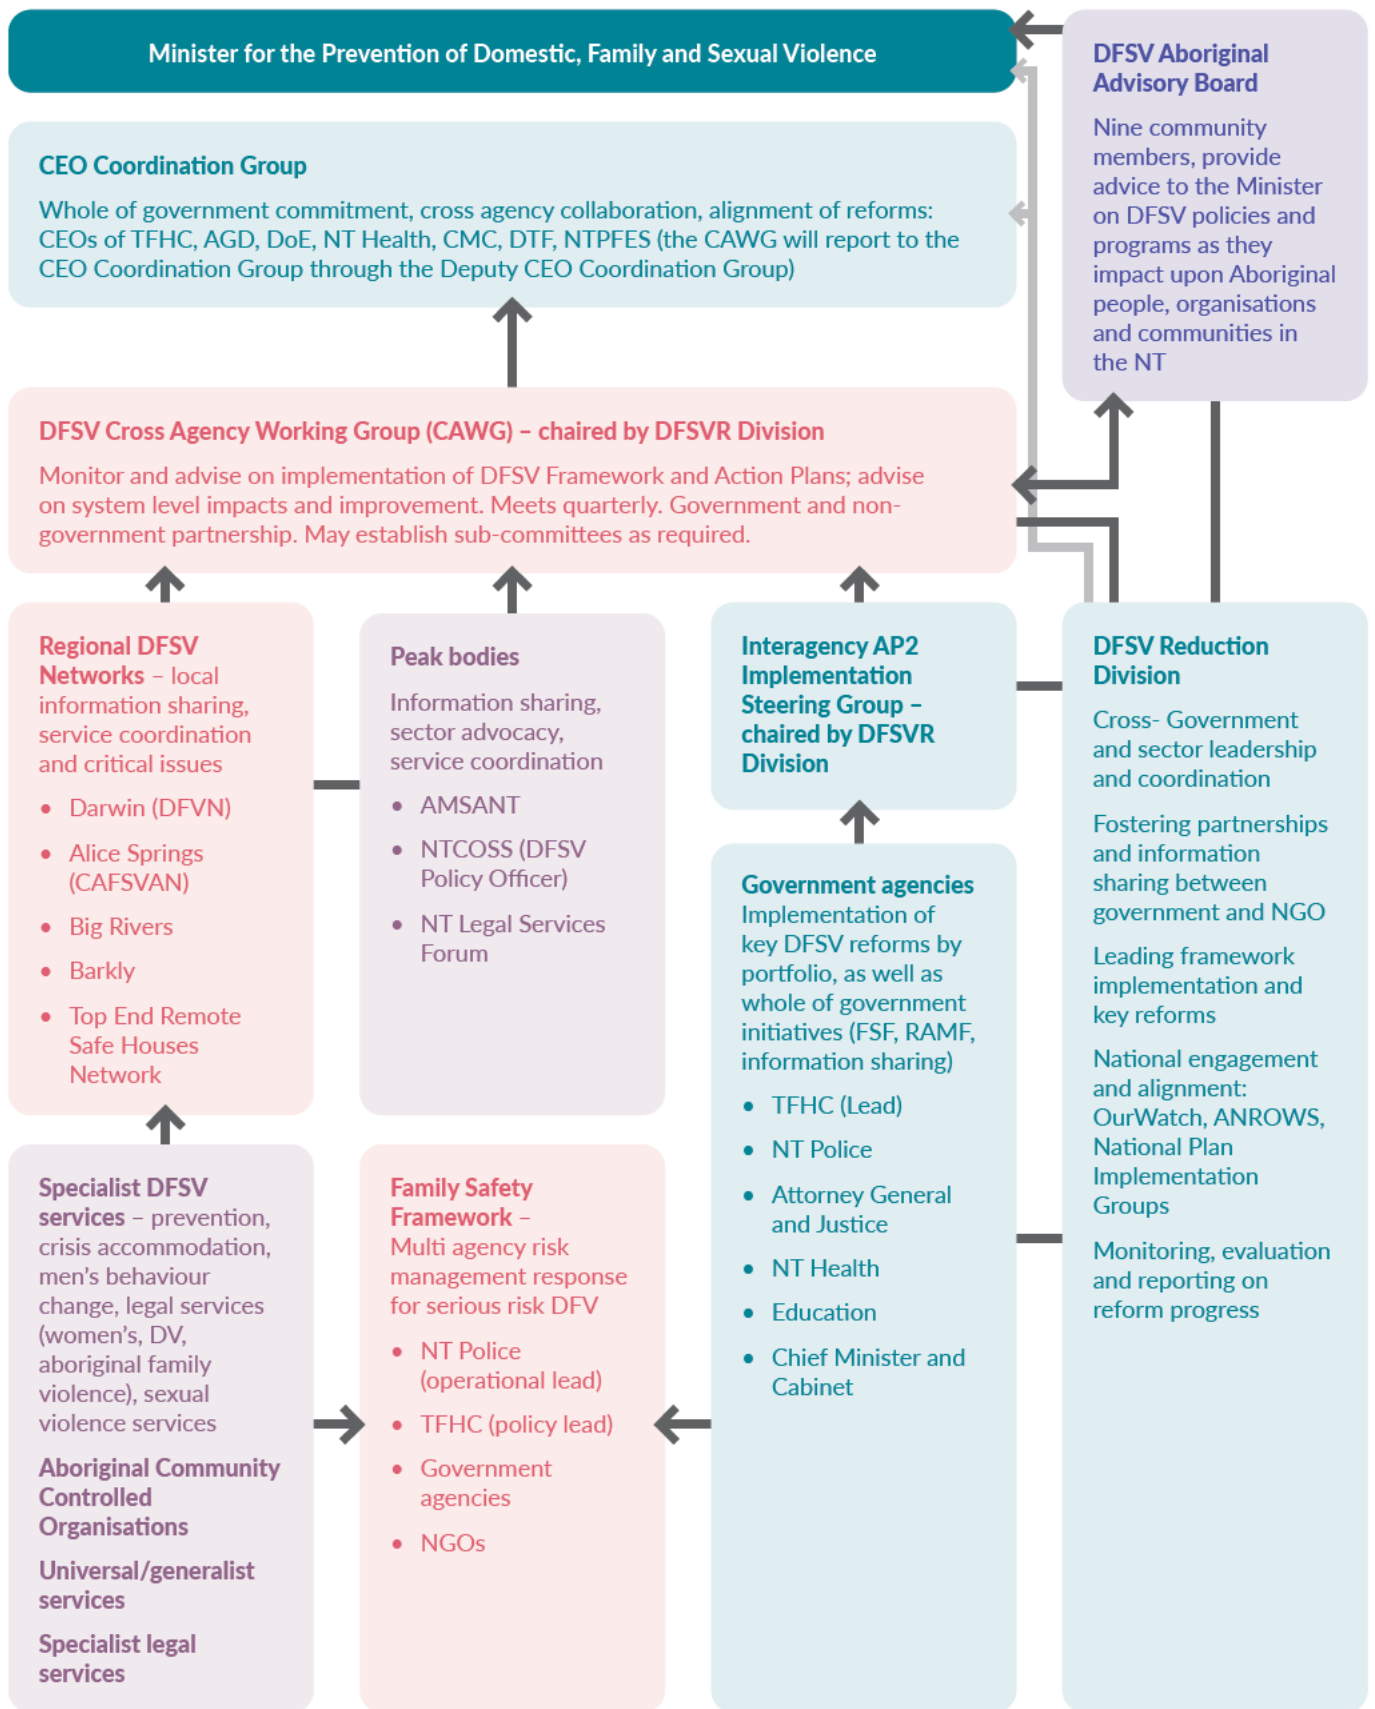 Minister for the Prevention of Domestic, Family and Sexual Violence
DFSV Aboriginal
Advisory Board
Nine community
members, provide
advice to the Minister
on DFSV policies and
programs as they
impact upon Aboriginal
people, organisations
and communities in
the NT
CEO Coordination Group
Whole of government commitment, cross agency collaboration, alignment of reforms:
CEOs of TFHC, AGD, DoE, NT Health, CMC, DTF, NTPFES (the CAWG will report to the
CEO Coordination Group through the Deputy CEO Coordination Group)
DFSV Cross Agency Working Group (CAWG) – chaired by DFSVR Division
Monitor and advise on implementation of DFSV Framework and Action Plans; advise
on system level impacts and improvement. Meets quarterly. Government and non-
government partnership. May establish sub-committees as required.
Regional DFSV
Networks – local
information sharing,
service coordination
and critical issues
• Darwin (DFVN)
• Alice Springs
(CAFSVAN)
• Big Rivers
• Barkly
• Top End Remote
Safe Houses
Network
Peak bodies
Information sharing,
sector advocacy,
service coordination
• AMSANT
• NTCOSS (DFSV
Policy Officer)
• NT Legal Services
Forum
Interagency AP2
Implementation
Steering Group –
chaired by DFSVR
Division
DFSV Reduction
Division
Cross- Government
and sector leadership
and coordination
Fostering partnerships
and information
sharing between
government and NGO
Leading framework
implementation and
key reforms
National engagement
and alignment:
OurWatch, ANROWS,
National Plan
Implementation
Groups
Monitoring, evaluation
and reporting on
reform progress
Government agencies
Implementation of
key DFSV reforms by
portfolio, as well as
whole of government
initiatives (FSF, RAMF,
information sharing)
• TFHC (Lead)
• NT Police
• Attorney General
and Justice
• NT Health
• Education
• Chief Minister and
Cabinet
Specialist DFSV
services – prevention,
crisis accommodation,
men's behaviour
change, legal services
(women's, DV,
aboriginal family
violence), sexual
violence services
Aboriginal Community
Controlled
Organisations
Universal/generalist
services
Specialist legal
services
Family Safety
Framework –
Multi agency risk
management response
for serious risk DFV
• NT Police
(operational lead)
• TFHC (policy lead)
• Government
agencies
• NGOs